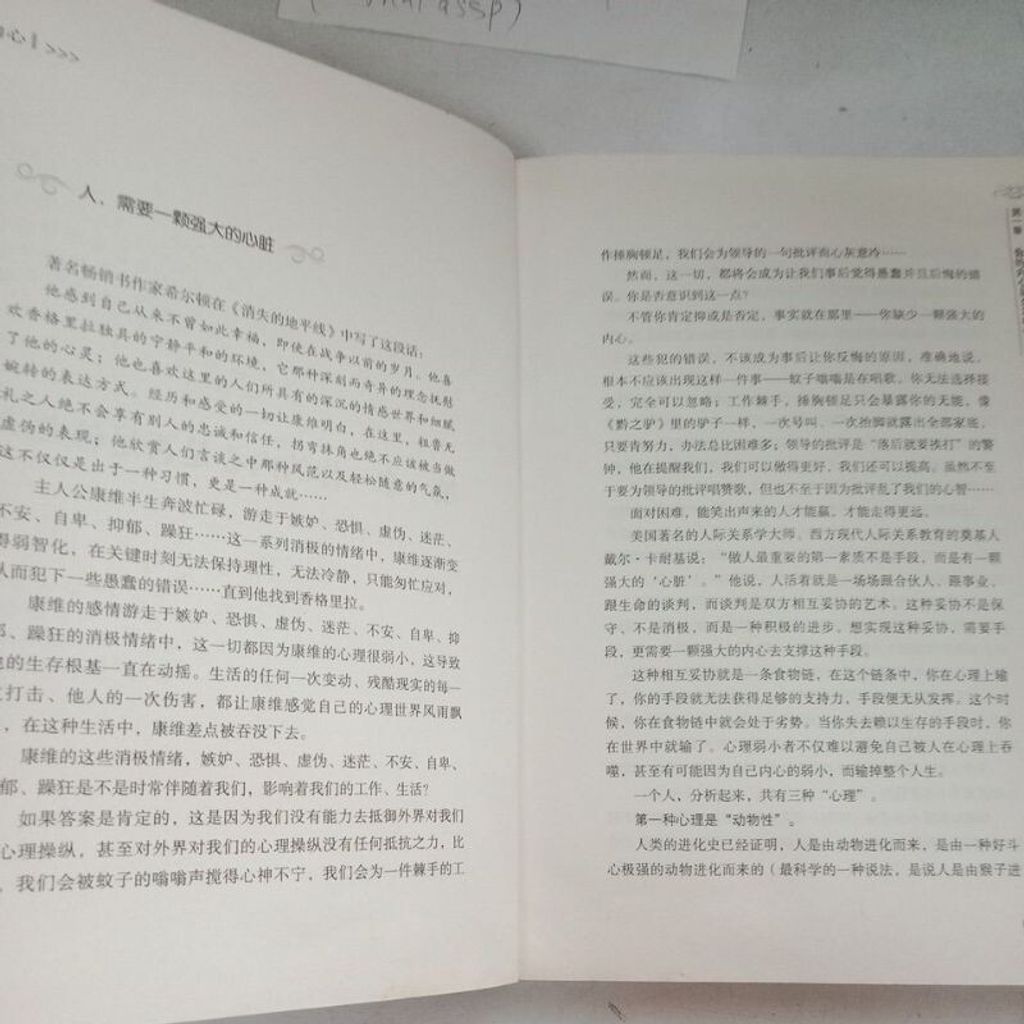 心
>>>
人、需要一颗强大的心脏
著名畅销书作家希尔顿在《消失的地平线》中写了这段话：
他感到自己从来不曾如此幸福，即使在战争以前的岁月。他喜
欢香格里拉独具的宁静平和的环境，它那种深刻而奇异的理念抚慰
了他的心灵；他也喜欢这里的人们所具有的深沉的情感世界和细腻
婉转的表达方式。经历和感受的一切让康维明白，在这里，粗鲁无
礼之人绝不会享有别人的忠诚和信任，拐弯抹角也绝不应该被当做
虚伪的表现；他欣赏人们言谈之中那种风范以及轻松随意的气氛，
这不仅仅是出于一种习惯，更是一种成就……
主人公康维半生奔波忙碌，游走于嫉妒、恐惧、虚伪、迷茫、
不安、自卑、抑郁、躁狂……这一系列消极的情绪中，康维逐渐变
得弱智化，在关键时刻无法保持理性，无法冷静，只能匆忙应对，
从而犯下一些愚蠢的错误……直到他找到香格里拉。
康维的感情游走于嫉妒、恐惧、虚伪、迷茫、不安、自卑、抑
郁、躁狂的消极情绪中，这一切都因为康维的心理很弱小，这导致
他的生存根基一直在动摇。生活的任何一次变动、残酷现实的每一
打击、他人的一次伤害，都让康维感觉自己的心理世界风雨飘
，在这种生活中，康维差点被吞没下去。
康维的这些消极情绪，嫉妒、恐惧、虚伪、迷茫、不安、自卑、
郁、躁狂是不是时常伴随着我们，影响着我们的工作、生活？
如果答案是肯定的，这是因为我们没有能力去抵御外界对我们
心理操纵，甚至对外界对我们的心理操纵没有任何抵抗之力，比
，我们会被蚊子的嗡嗡声搅得心神不宁，我们会为一件棘手的工
第一章
作捶胸顿足，我们会为领导的一句批评而心灰意冷……
然而，这一切，都将会成为让我们事后觉得愚蠢并且后悔的错
误。你是否意识到这一点？
不管你肯定抑或是否定，事实就在那里——你缺少一颗强大的
内心。
这些犯的错误，不该成为事后让你反悔的原因，准确地说，
根本不应该出现这样一件事——蚊子嗡嗡是在唱歌，你无法选择接
受，完全可以忽略；工作棘手，捶胸顿足只会暴露你的无能，像
《黔之驴》里的驴子一样，一次号叫、一次抬脚就露出全部家底，
只要肯努力，办法总比困难多；领导的批评是“落后就要挨打”的警
钟，他在提醒我们，我们可以做得更好，我们还可以提高。虽然不至
于要为领导的批评唱赞歌，但也不至于因为批评乱了我们的心智……
面对困难，能笑出声来的人才能赢，才能走得更远。
美国著名的人际关系学大师、西方现代人际关系教育的奠基人
戴尔·卡耐基说：“做人最重要的第一素质不是手段，而是有一颗
强大的‘心脏’。”他说，人活着就是一场场跟合伙人、跟事业、
跟生命的谈判，而谈判是双方相互妥协的艺术。这种妥协不是保
守、不是消极，而是一种积极的进步。想实现这种妥协，需要手
段，更需要一颗强大的内心去支撑这种手段。
这种相互妥协就是一条食物链，在这个链条中，你在心理上输
了，你的手段就无法获得足够的支持力，手段便无从发挥。这个时
候，你在食物链中就会处于劣势。当你失去赖以生存的手段时，你
在世界中就输了。心理弱小者不仅难以避免自己被人在心理上吞
噬，甚至有可能因为自己内心的弱小，而输掉整个人生。
一个人，分析起来，共有三种“心理”。
第一种心理是“动物性”。
人类的进化史已经证明，人是由动物进化而来，是由一种好斗
心极强的动物进化而来的（最科学的一种说法，是说人是由猴子进